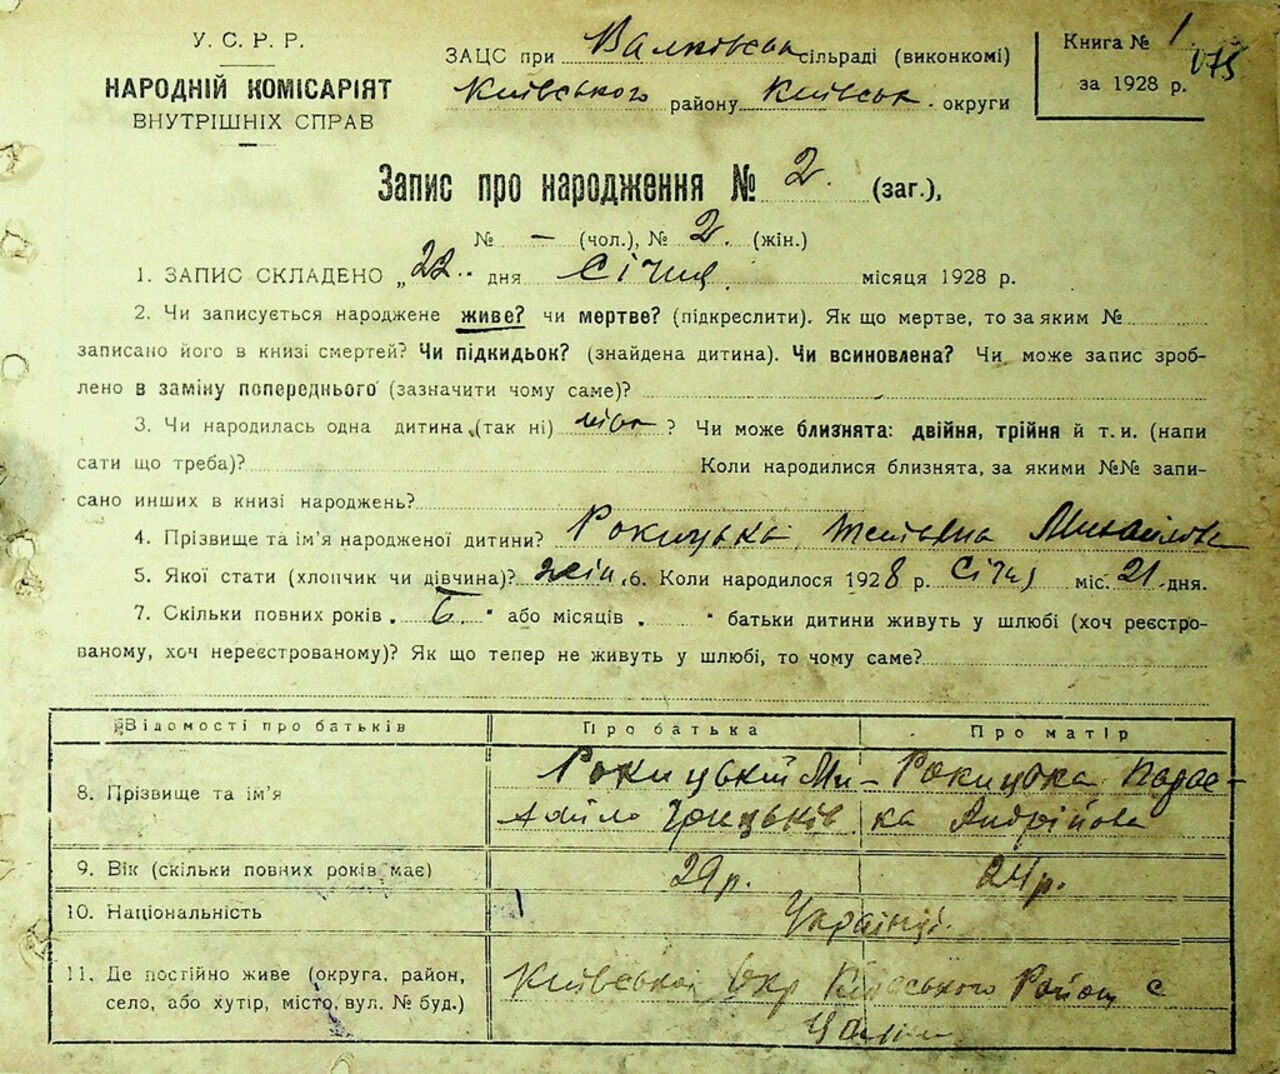 У. С. Р. Р.
НАРОДНІЙ КОМІСАРІЯТ
ВНУТРІШНІХ СПРАВ
ЗАЦС при сільраді (виконкомі)
Київського району Київськ. округи
Книга № 1
за 1928 р.
175
Запис про народження № 2. (заг.),
№ — (чол.), № 2. (жін.)
1. ЗАПИС СКЛАДЕНО „22" дня Січня місяця 1928 р.
2. Чи записується народжене живе? чи мертве? (підкреслити). Як що мертве, то за яким №
записано його в книзі смертей? Чи підкидьок? (знайдена дитина). Чи всиновлена? Чи може запис зроб-
лено в заміну попереднього (зазначити чому саме)?
3. Чи народилась одна дитина (так ні) ? Чи може близнята: двійня, трійня й т. и. (напи
сати що треба)? Коли народилися близнята, за якими №№ запи-
сано инших в книзі народжень?
4. Прізвище та ім'я народженої дитини? Рокицька Тетьяна Михайлова
5. Якої стати (хлопчик чи дівчина)? жін. 6. Коли народилося 1928 р. Січня міс. 21 дня.
7. Скільки повних років „ 6 " або місяців „ " батьки дитини живуть у шлюбі (хоч реєстро-
ваному, хоч нереєстрованому)? Як що тепер не живуть у шлюбі, то чому саме?
Відомості про батьків Про батька Про матір
8. Прізвище та ім'я Рокицький Ми- Рокицька Парас-
хайло Грицьків ка Андрійова
9. Вік (скільки повних років має) 29 р. 24 р.
10. Національність Українці.
11. Де постійно живе (округа, район, Київської Окр Київського Району с
село, або хутір, місто, вул. № буд.)